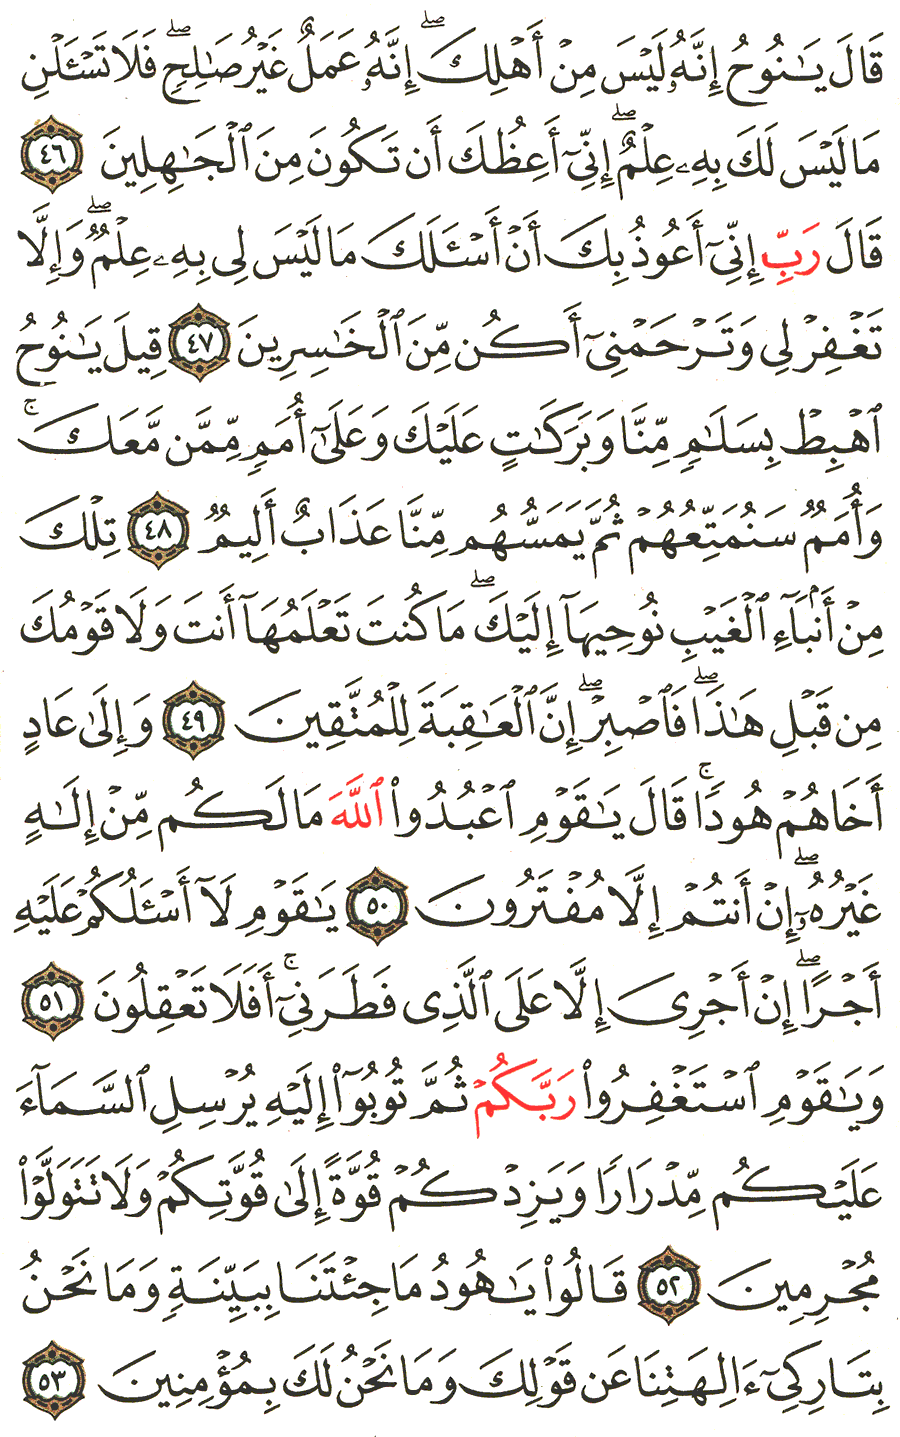 قَالَ يَـٰنُوحُ إِنَّهُۥ لَيْسَ مِنْ أَهْلِكَ ۖ إِنَّهُۥ عَمَلٌ غَيْرُ صَـٰلِحٍ ۖ فَلَا تَسْـَٔلْنِ
مَا لَيْسَ لَكَ بِهِۦ عِلْمٌ ۖ إِنِّىٓ أَعِظُكَ أَن تَكُونَ مِنَ ٱلْجَـٰهِلِينَ ٤٦
قَالَ رَبِّ إِنِّىٓ أَعُوذُ بِكَ أَنْ أَسْـَٔلَكَ مَا لَيْسَ لِى بِهِۦ عِلْمٌ ۖ وَإِلَّا
تَغْفِرْ لِى وَتَرْحَمْنِىٓ أَكُن مِّنَ ٱلْخَـٰسِرِينَ ٤٧ قِيلَ يَـٰنُوحُ
ٱهْبِطْ بِسَلَـٰمٍ مِّنَّا وَبَرَكَـٰتٍ عَلَيْكَ وَعَلَىٰٓ أُمَمٍ مِّمَّن مَّعَكَ ۚ
وَأُمَمٌ سَنُمَتِّعُهُمْ ثُمَّ يَمَسُّهُم مِّنَّا عَذَابٌ أَلِيمٌ ٤٨ تِلْكَ
مِنْ أَنۢبَآءِ ٱلْغَيْبِ نُوحِيهَآ إِلَيْكَ ۖ مَا كُنتَ تَعْلَمُهَآ أَنتَ وَلَا قَوْمُكَ
مِن قَبْلِ هَـٰذَا ۖ فَٱصْبِرْ ۖ إِنَّ ٱلْعَـٰقِبَةَ لِلْمُتَّقِينَ ٤٩ وَإِلَىٰ عَادٍ
أَخَاهُمْ هُودًا ۚ قَالَ يَـٰقَوْمِ ٱعْبُدُوا۟ ٱللَّهَ مَا لَكُم مِّنْ إِلَـٰهٍ
غَيْرُهُۥٓ ۖ إِنْ أَنتُمْ إِلَّا مُفْتَرُونَ ٥٠ يَـٰقَوْمِ لَآ أَسْـَٔلُكُمْ عَلَيْهِ
أَجْرًا ۖ إِنْ أَجْرِىَ إِلَّا عَلَى ٱلَّذِى فَطَرَنِىٓ ۚ أَفَلَا تَعْقِلُونَ ٥١
وَيَـٰقَوْمِ ٱسْتَغْفِرُوا۟ رَبَّكُمْ ثُمَّ تُوبُوٓا۟ إِلَيْهِ يُرْسِلِ ٱلسَّمَآءَ
عَلَيْكُم مِّدْرَارًا وَيَزِدْكُمْ قُوَّةً إِلَىٰ قُوَّتِكُمْ وَلَا تَتَوَلَّوْا۟
مُجْرِمِينَ ٥٢ قَالُوا۟ يَـٰهُودُ مَا جِئْتَنَا بِبَيِّنَةٍ وَمَا نَحْنُ
بِتَارِكِىٓ ءَالِهَتِنَا عَن قَوْلِكَ وَمَا نَحْنُ لَكَ بِمُؤْمِنِينَ ٥٣